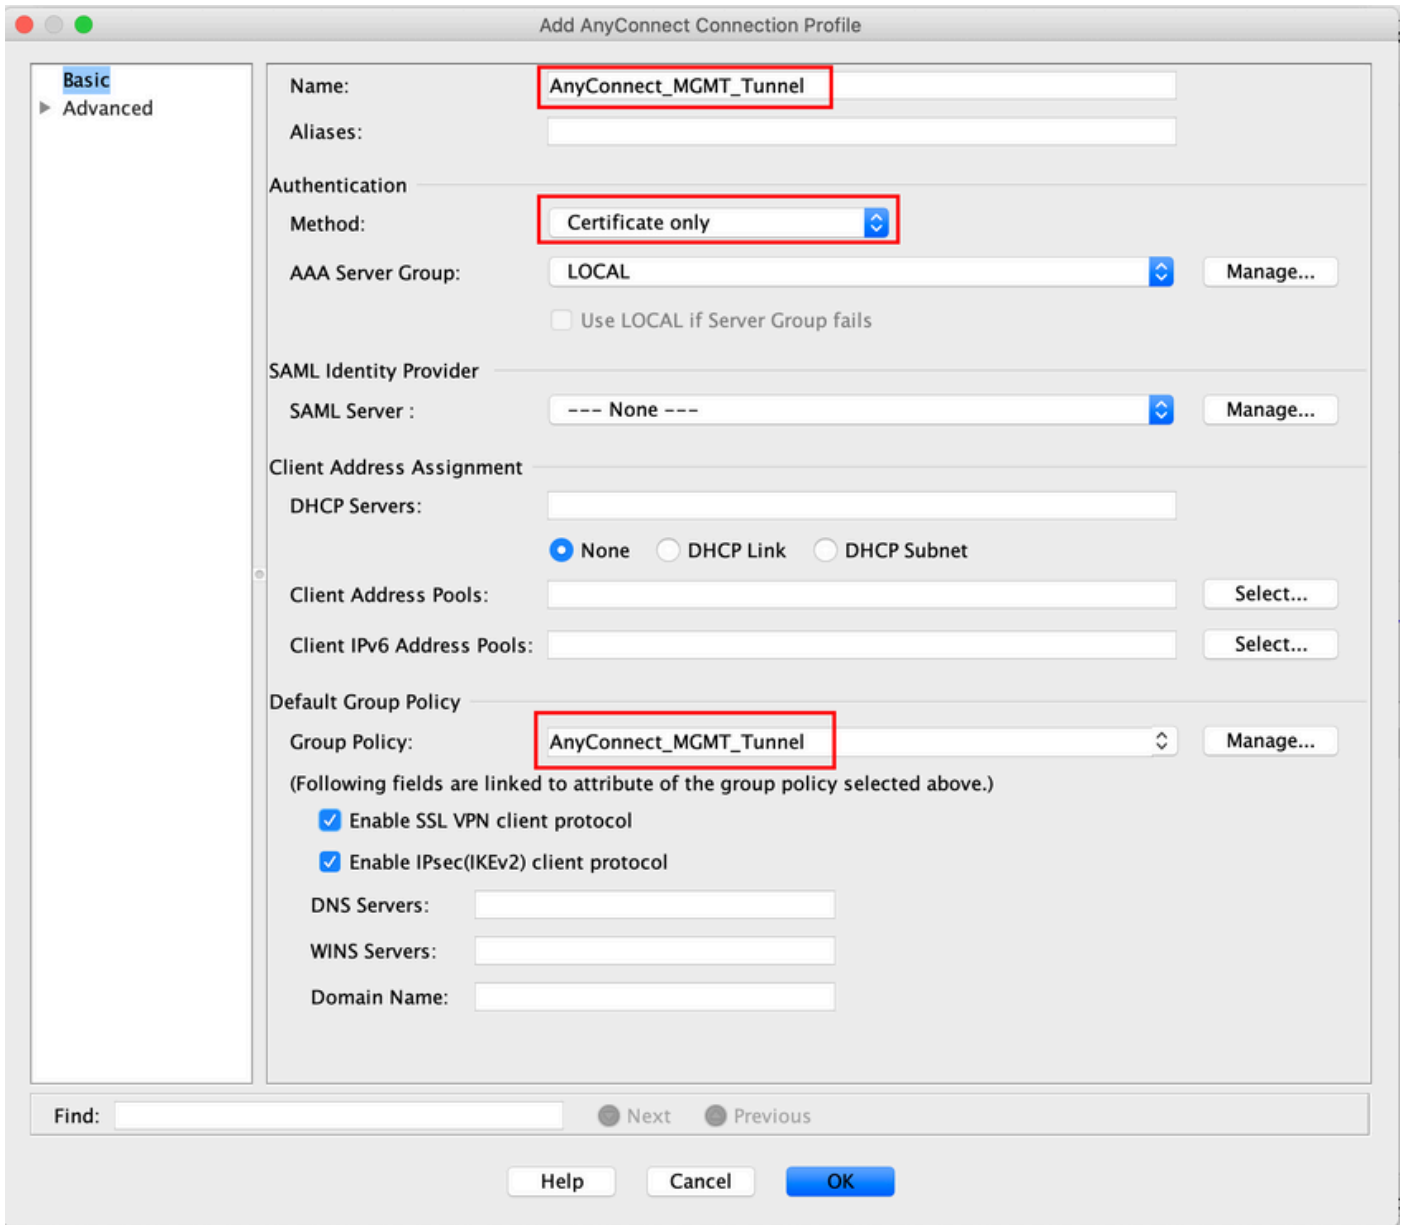 Add AnyConnect Connection Profile
Basic
Advanced
Name: AnyConnect_MGMT_Tunnel
Aliases:
Authentication
Method: Certificate only
AAA Server Group: LOCAL Manage...
Use LOCAL if Server Group fails
SAML Identity Provider
SAML Server : --- None --- Manage...
Client Address Assignment
DHCP Servers:
None DHCP Link DHCP Subnet
Client Address Pools: Select...
Client IPv6 Address Pools: Select...
Default Group Policy
Group Policy: AnyConnect_MGMT_Tunnel Manage...
(Following fields are linked to attribute of the group policy selected above.)
Enable SSL VPN client protocol
Enable IPsec(IKEv2) client protocol
DNS Servers:
WINS Servers:
Domain Name:
Find: Next Previous
Help Cancel OK